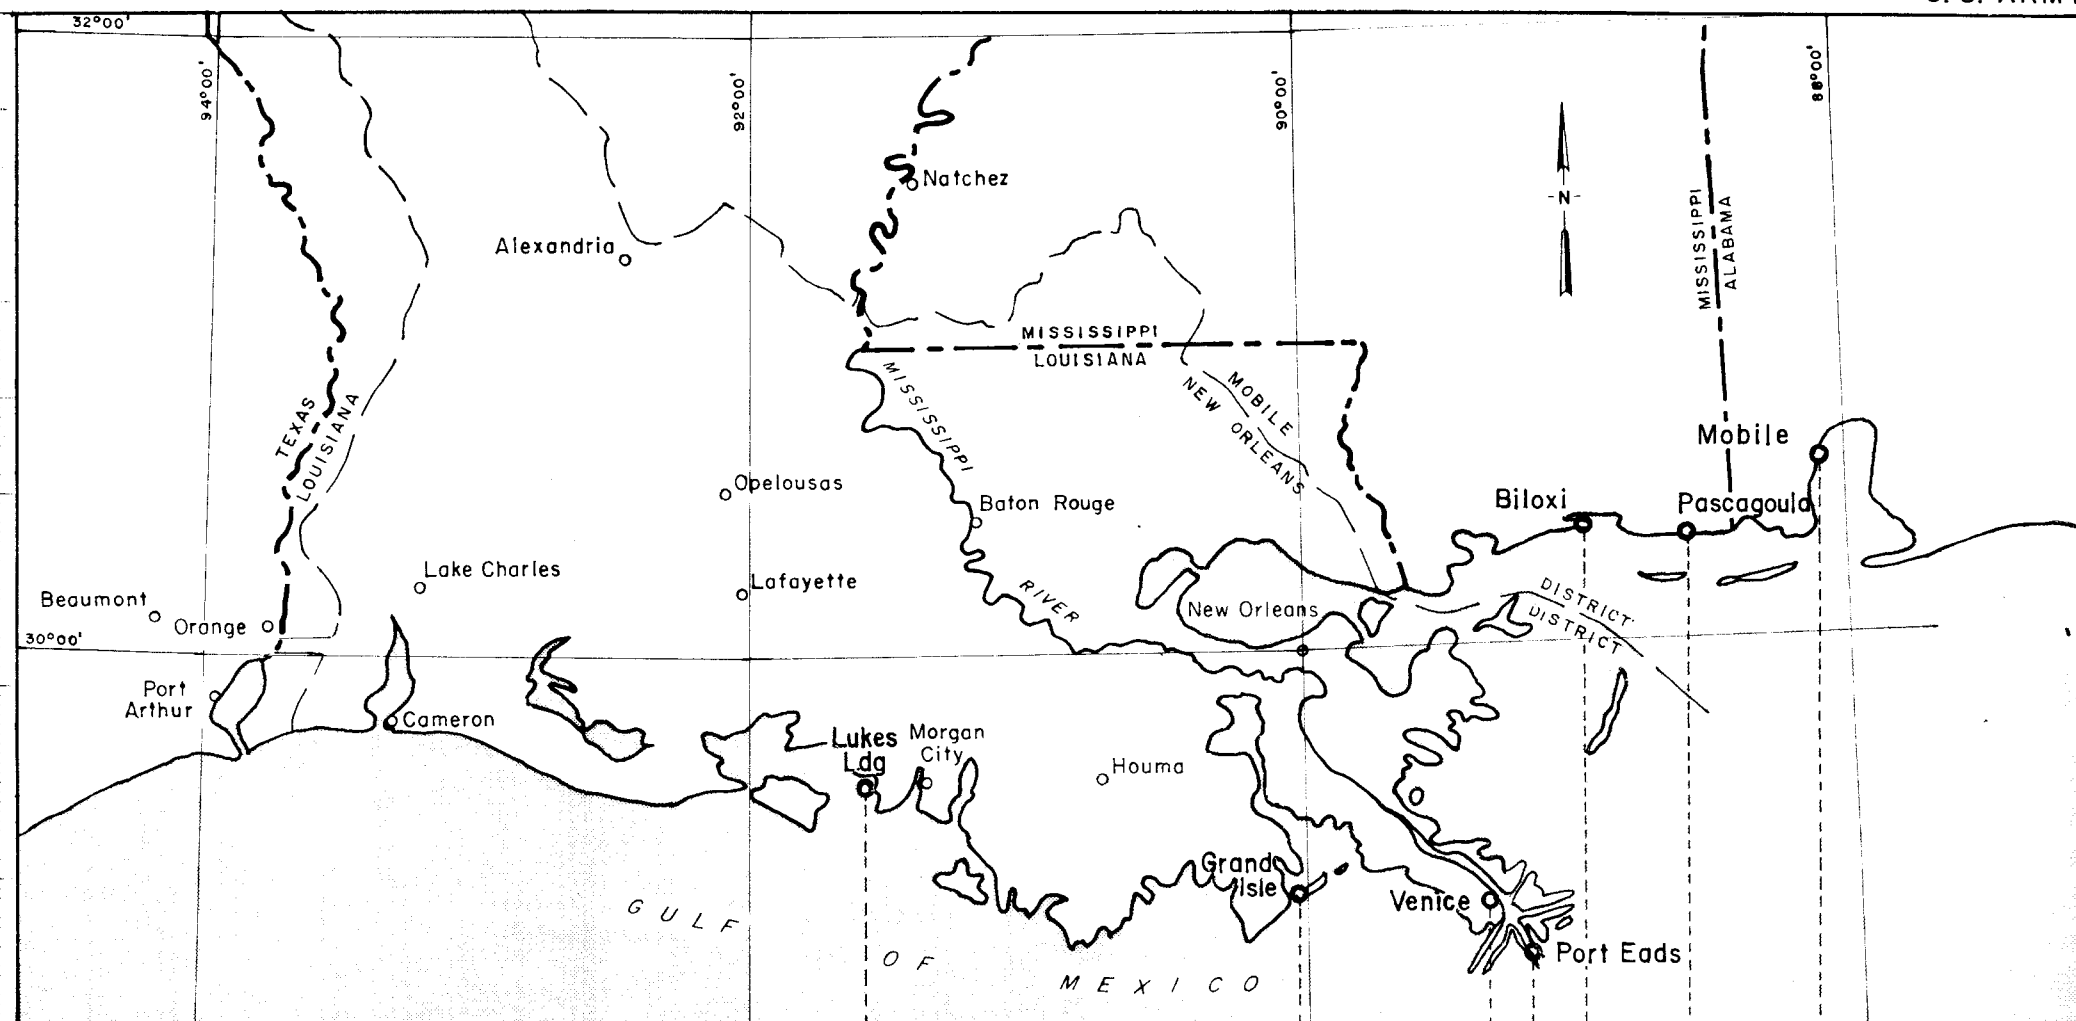 U. S. ARMY
32°00'
94°00'
92°00'
90°00'
88°00'
Natchez
-N-
MISSISSIPPI
ALABAMA
Alexandria
MISSISSIPPI
LOUISIANA
TEXAS
LOUISIANA
MISSISSIPPI
MOBILE
NEW ORLEANS
Mobile
Opelousas
Baton Rouge
Biloxi
Pascagoula
Lake Charles
Lafayette
RIVER
New Orleans
DISTRICT
DISTRICT
Beaumont
Orange
30°00'
Port
Arthur
Cameron
Lukes
Ldg
Morgan
City
Houma
Grand
Isle
Venice
Port Eads
GULF
OF
MEXICO